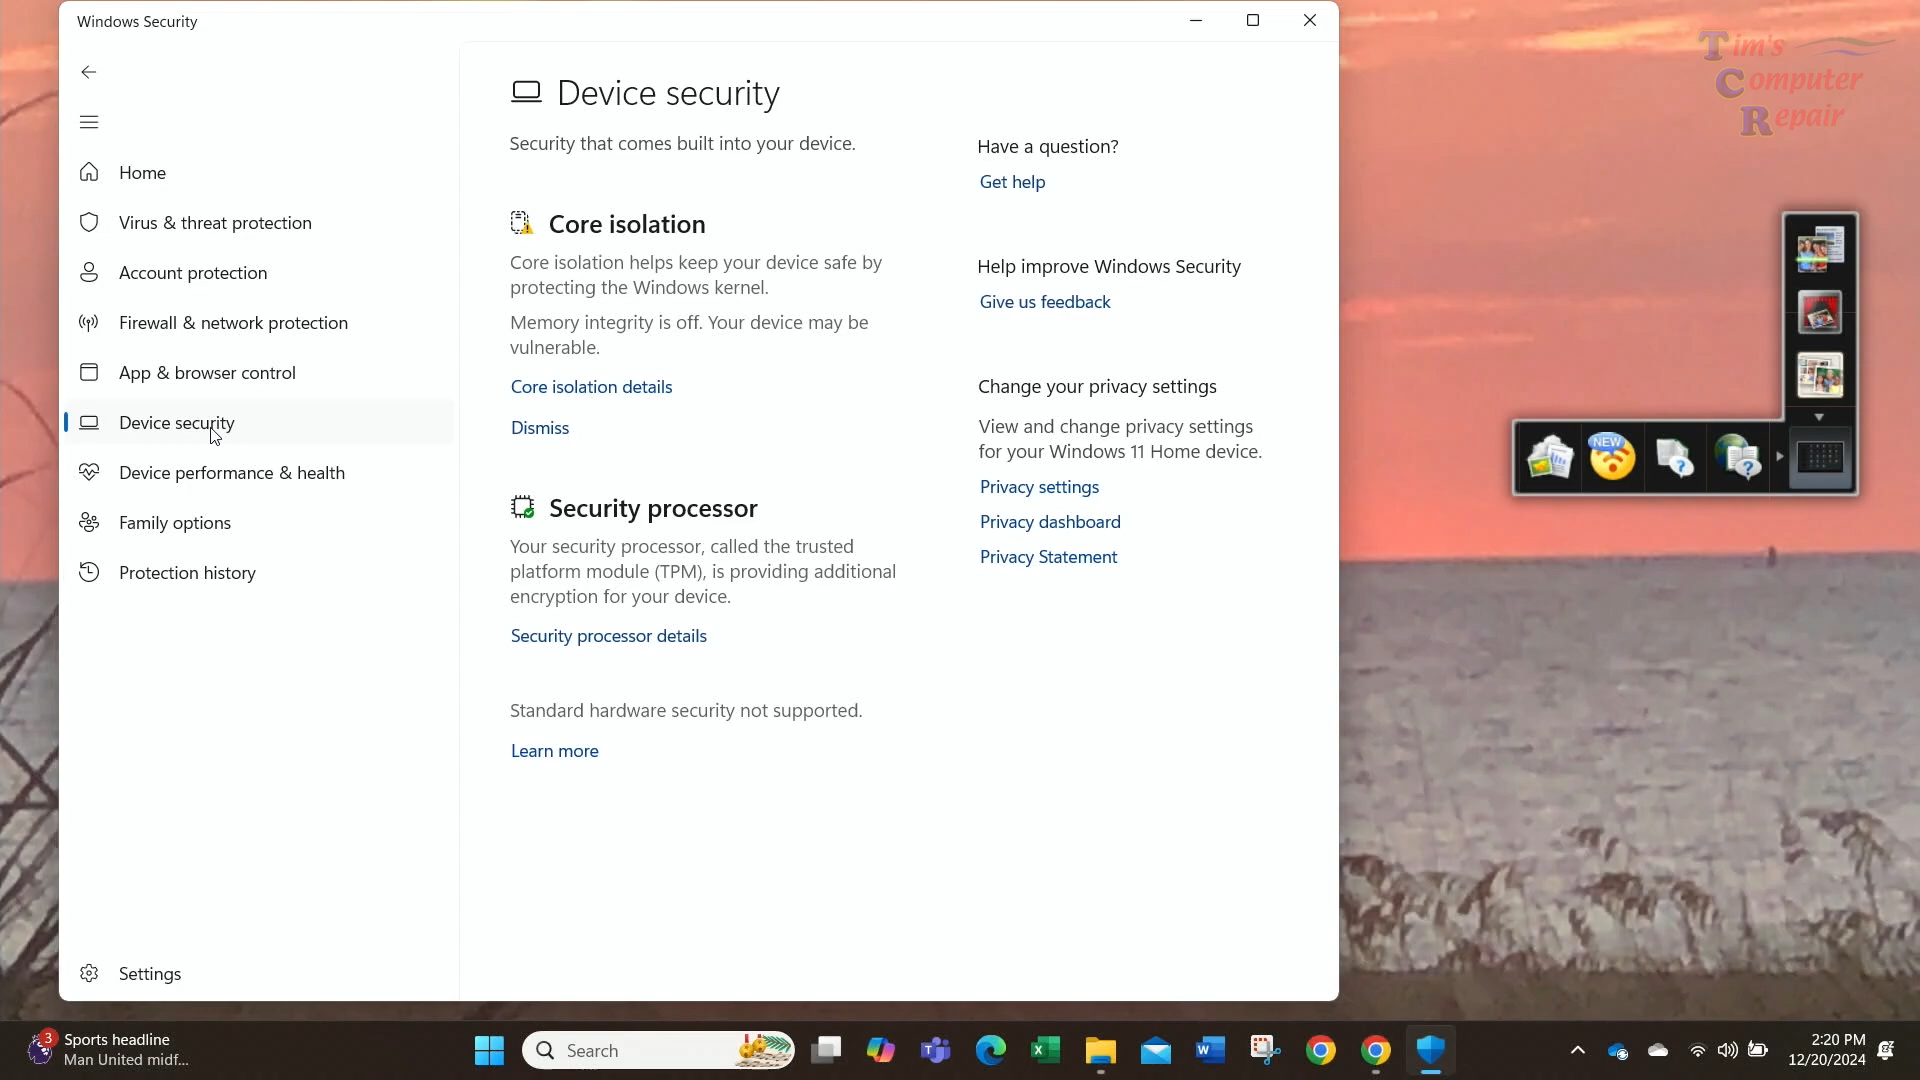 Windows Security
Home
Virus & threat protection
Account protection
Firewall & network protection
App & browser control
Device security
Device performance & health
Family options
Protection history
Settings
Device security
Security that comes built into your device.
Core isolation
Core isolation helps keep your device safe by
protecting the Windows kernel.
Memory integrity is off. Your device may be
vulnerable.
Core isolation details
Dismiss
Security processor
Your security processor, called the trusted
platform module (TPM), is providing additional
encryption for your device.
Security processor details
Standard hardware security not supported.
Learn more
Have a question?
Get help
Help improve Windows Security
Give us feedback
Change your privacy settings
View and change privacy settings
for your Windows 11 Home device.
Privacy settings
Privacy dashboard
Privacy Statement
Tim's
Computer
Repair
NEW
3
Sports headline
Man United midf...
Search
2:20 PM
12/20/2024